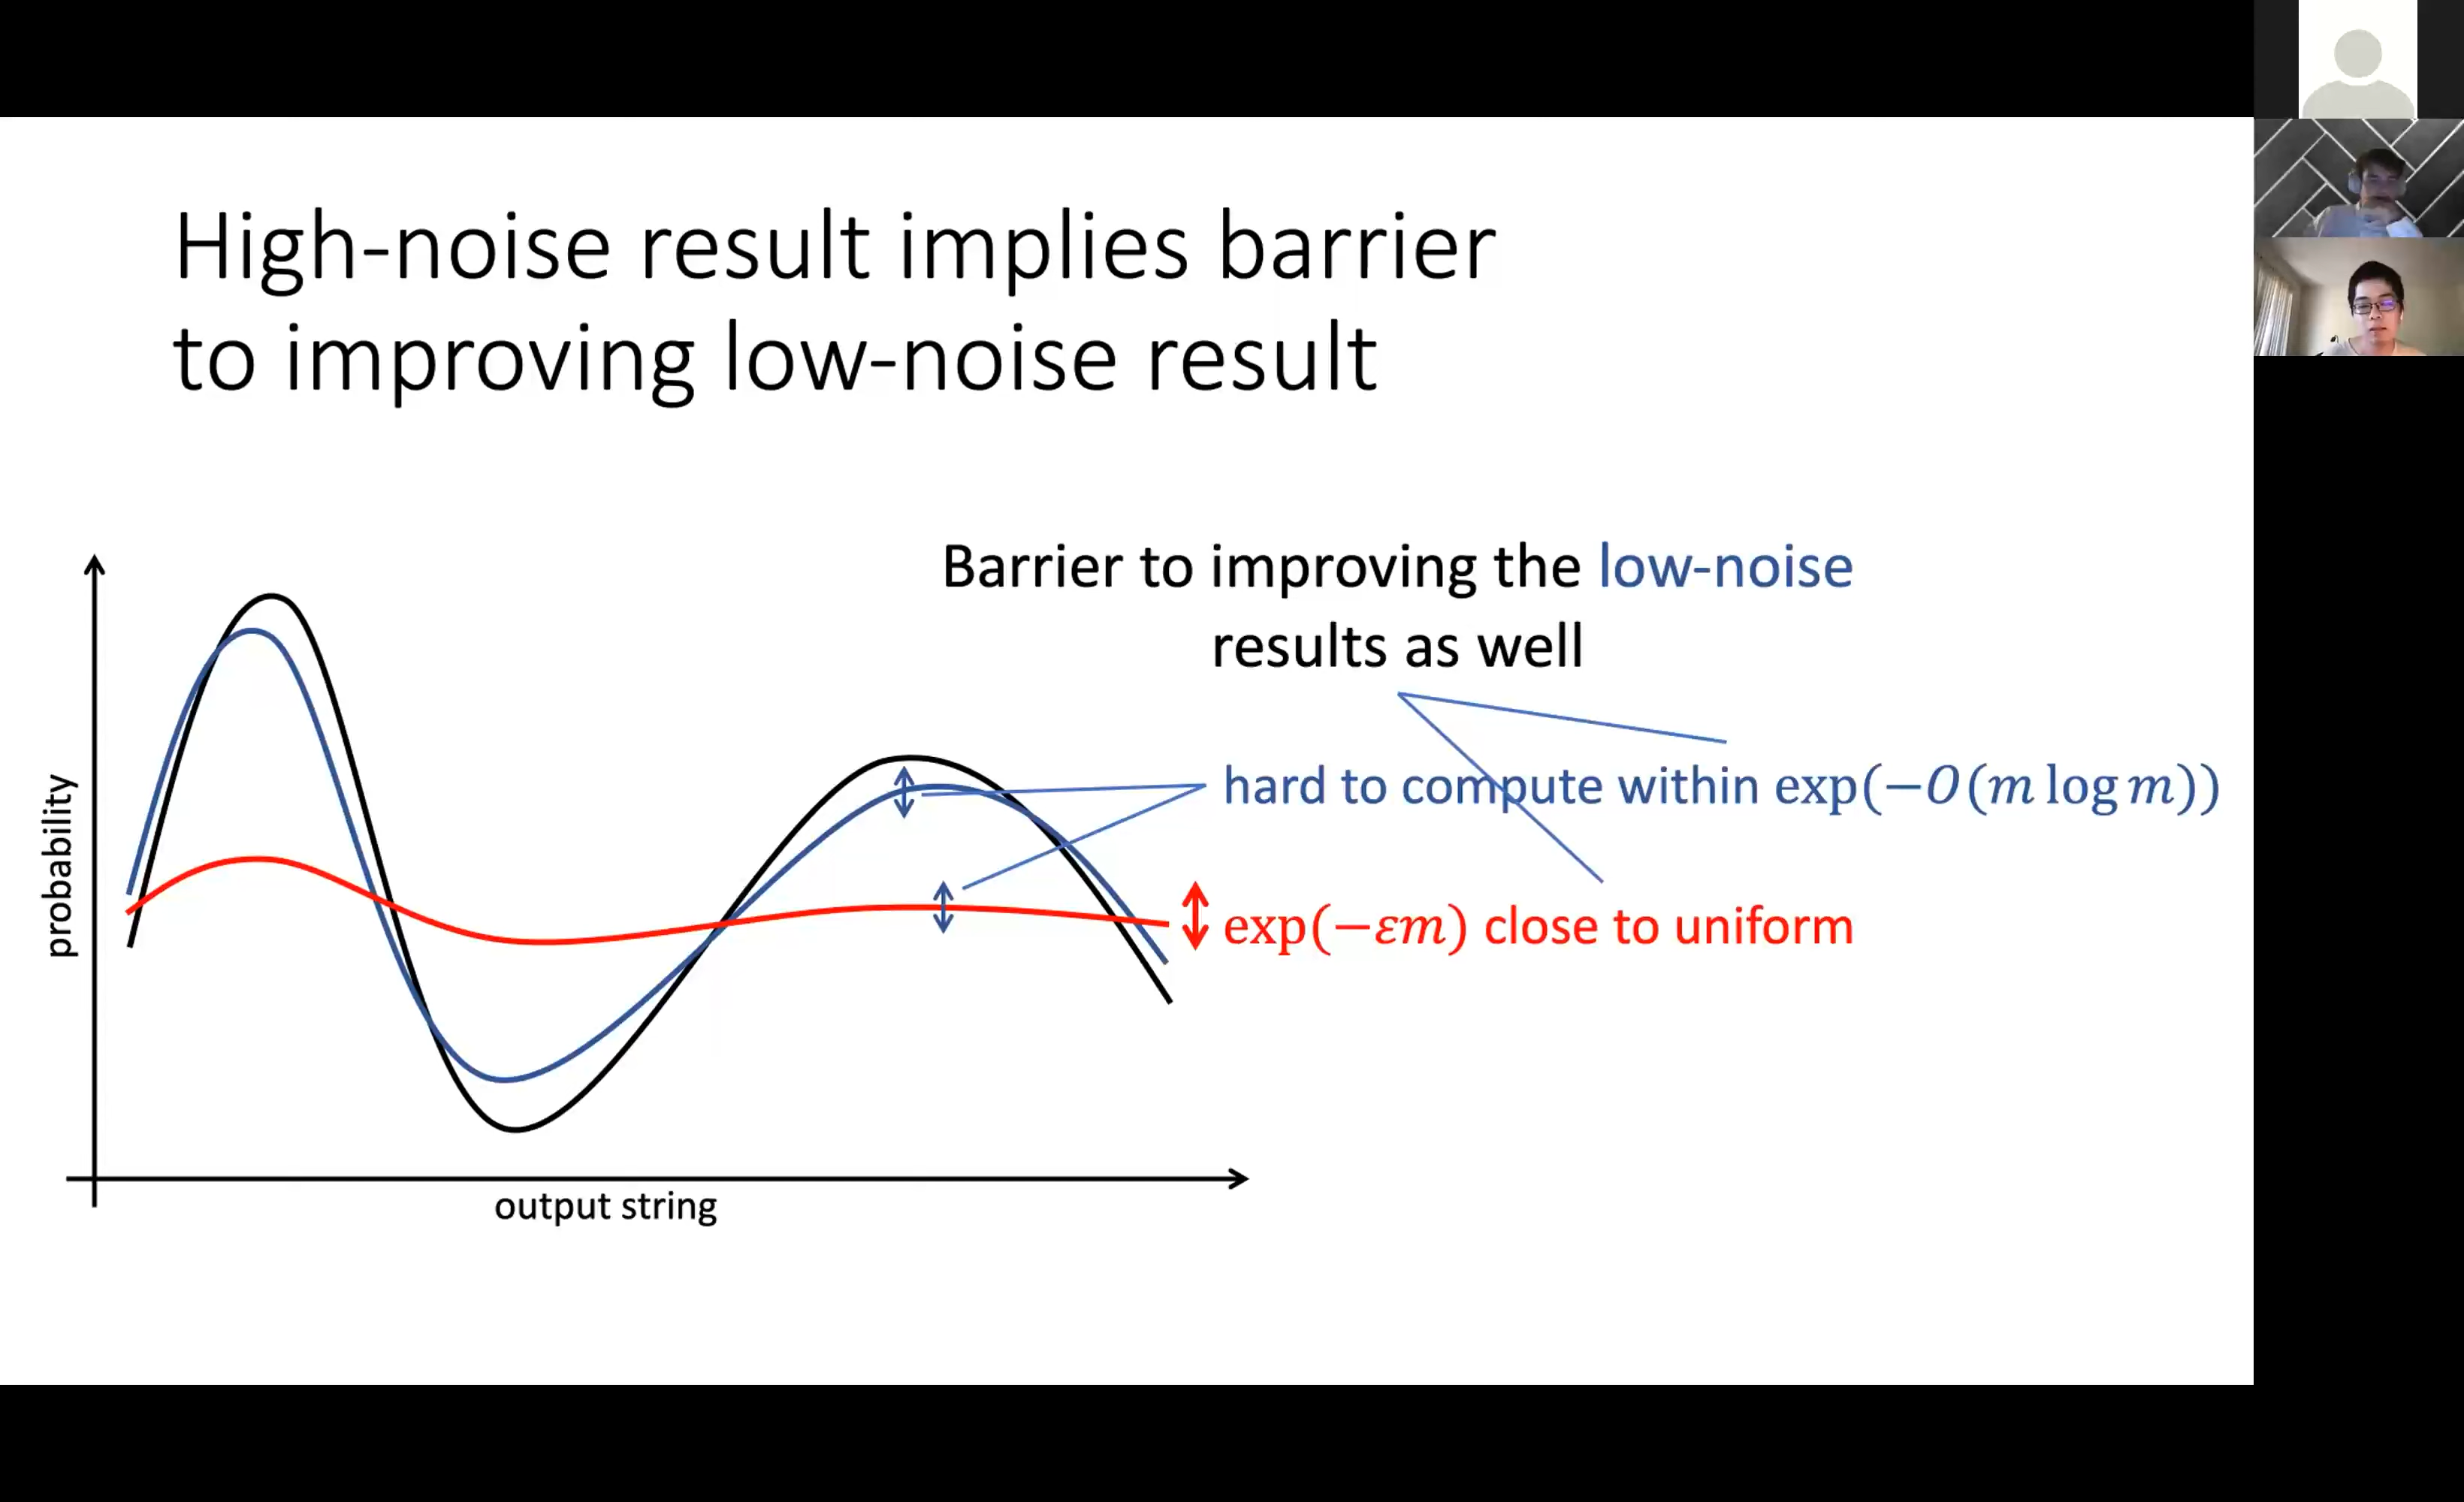 High-noise result implies barrier
to improving low-noise result
Barrier to improving the low-noise
results as well
hard to compute within exp(−O(m log m))
exp(−εm) close to uniform
probability
output string